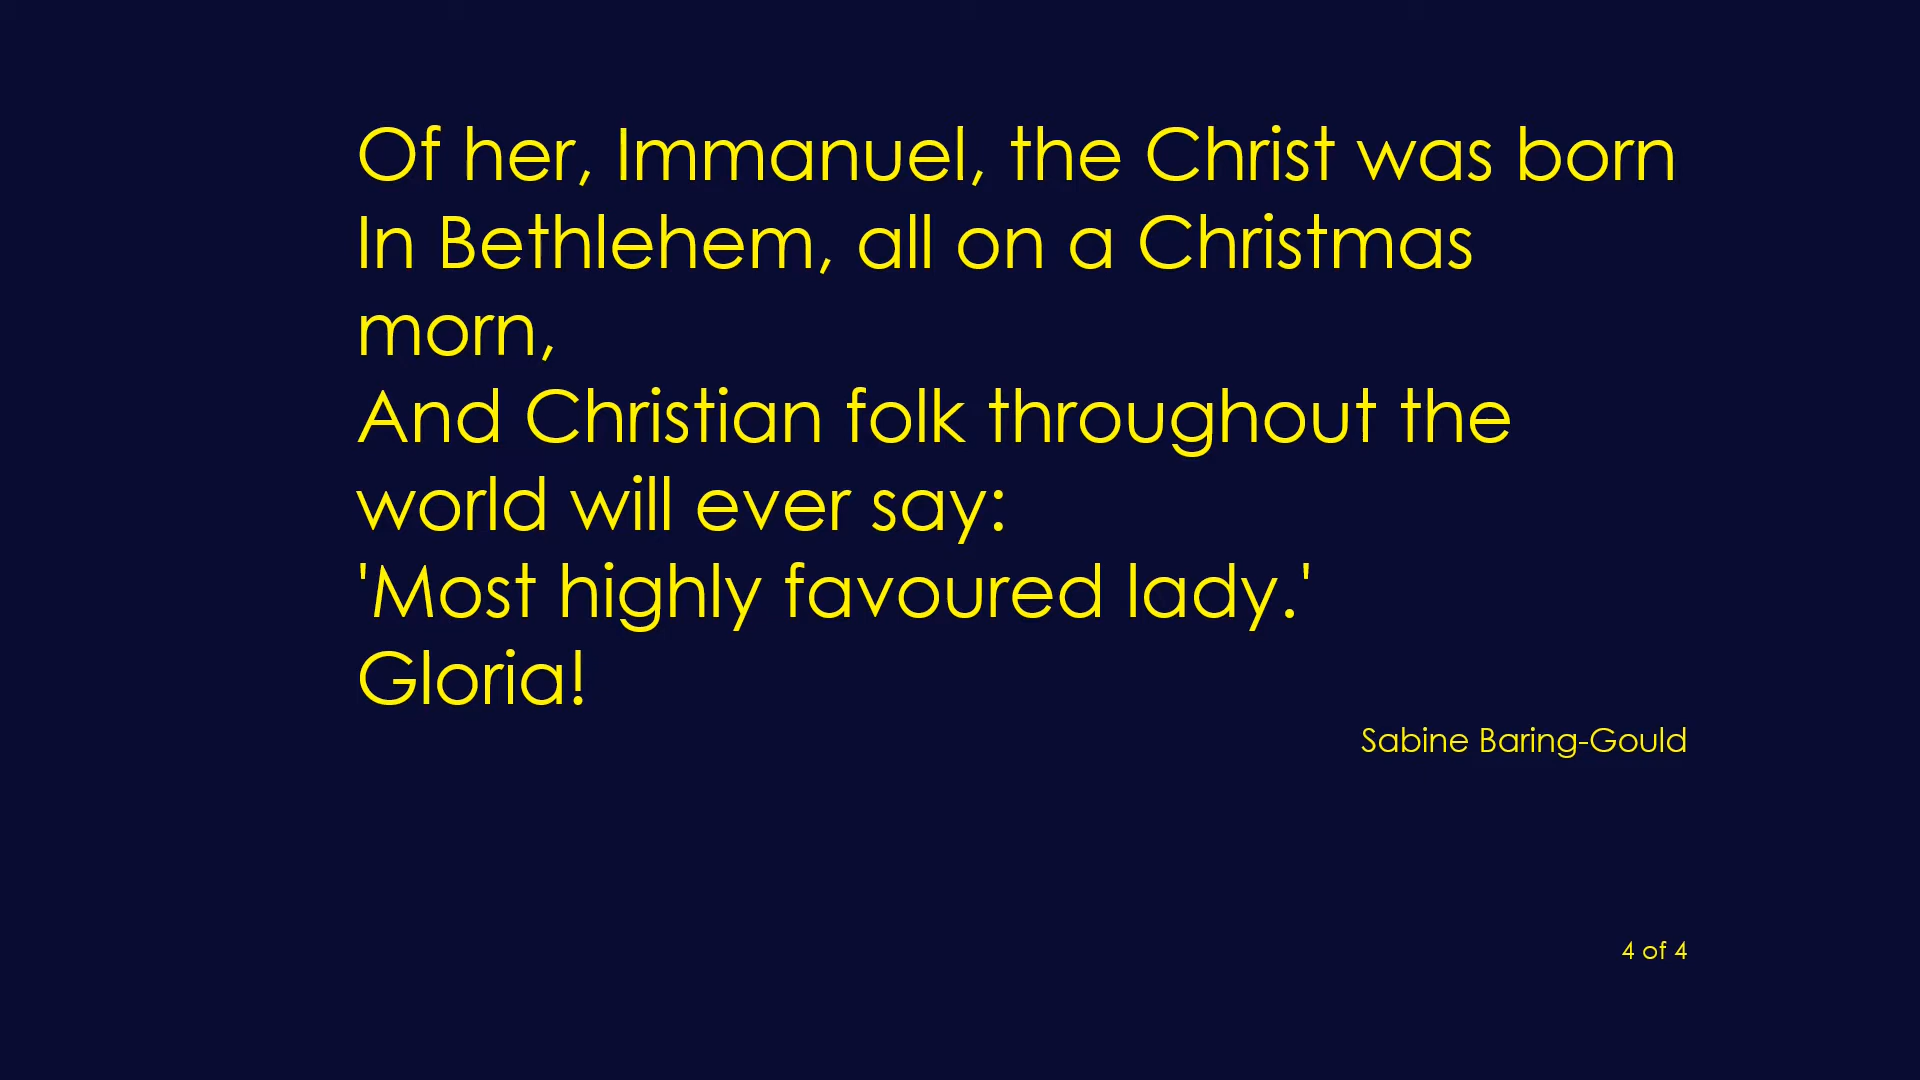 Of her, Immanuel, the Christ was born
In Bethlehem, all on a Christmas
morn,
And Christian folk throughout the
world will ever say:
'Most highly favoured lady.'
Gloria!
Sabine Baring-Gould
4 of 4